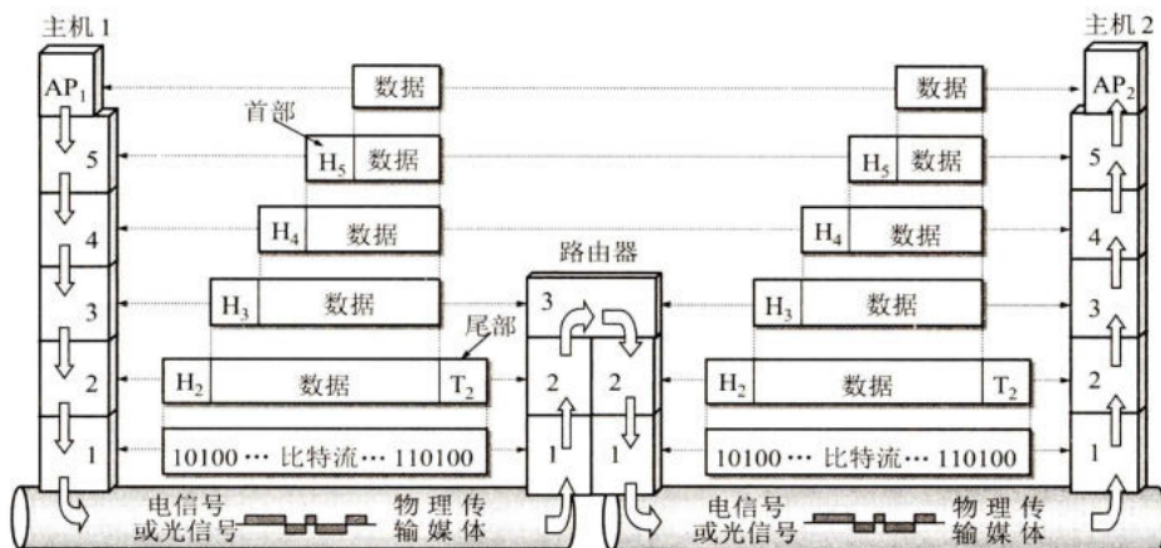 主机 1
主机 2
AP₁
数据
数据
AP₂
首部
5
H₅ 数据
H₅ 数据
5
4
H₄ 数据
H₄ 数据
4
路由器
3
H₃ 数据
3
H₃ 数据
3
尾部
2
H₂ 数据 T₂
2
2
H₂ 数据 T₂
2
1
10100 … 比特流 … 110100
1
1
10100 … 比特流 … 110100
1
电信号
或光信号
物理传
输媒体
电信号
或光信号
物理传
输媒体